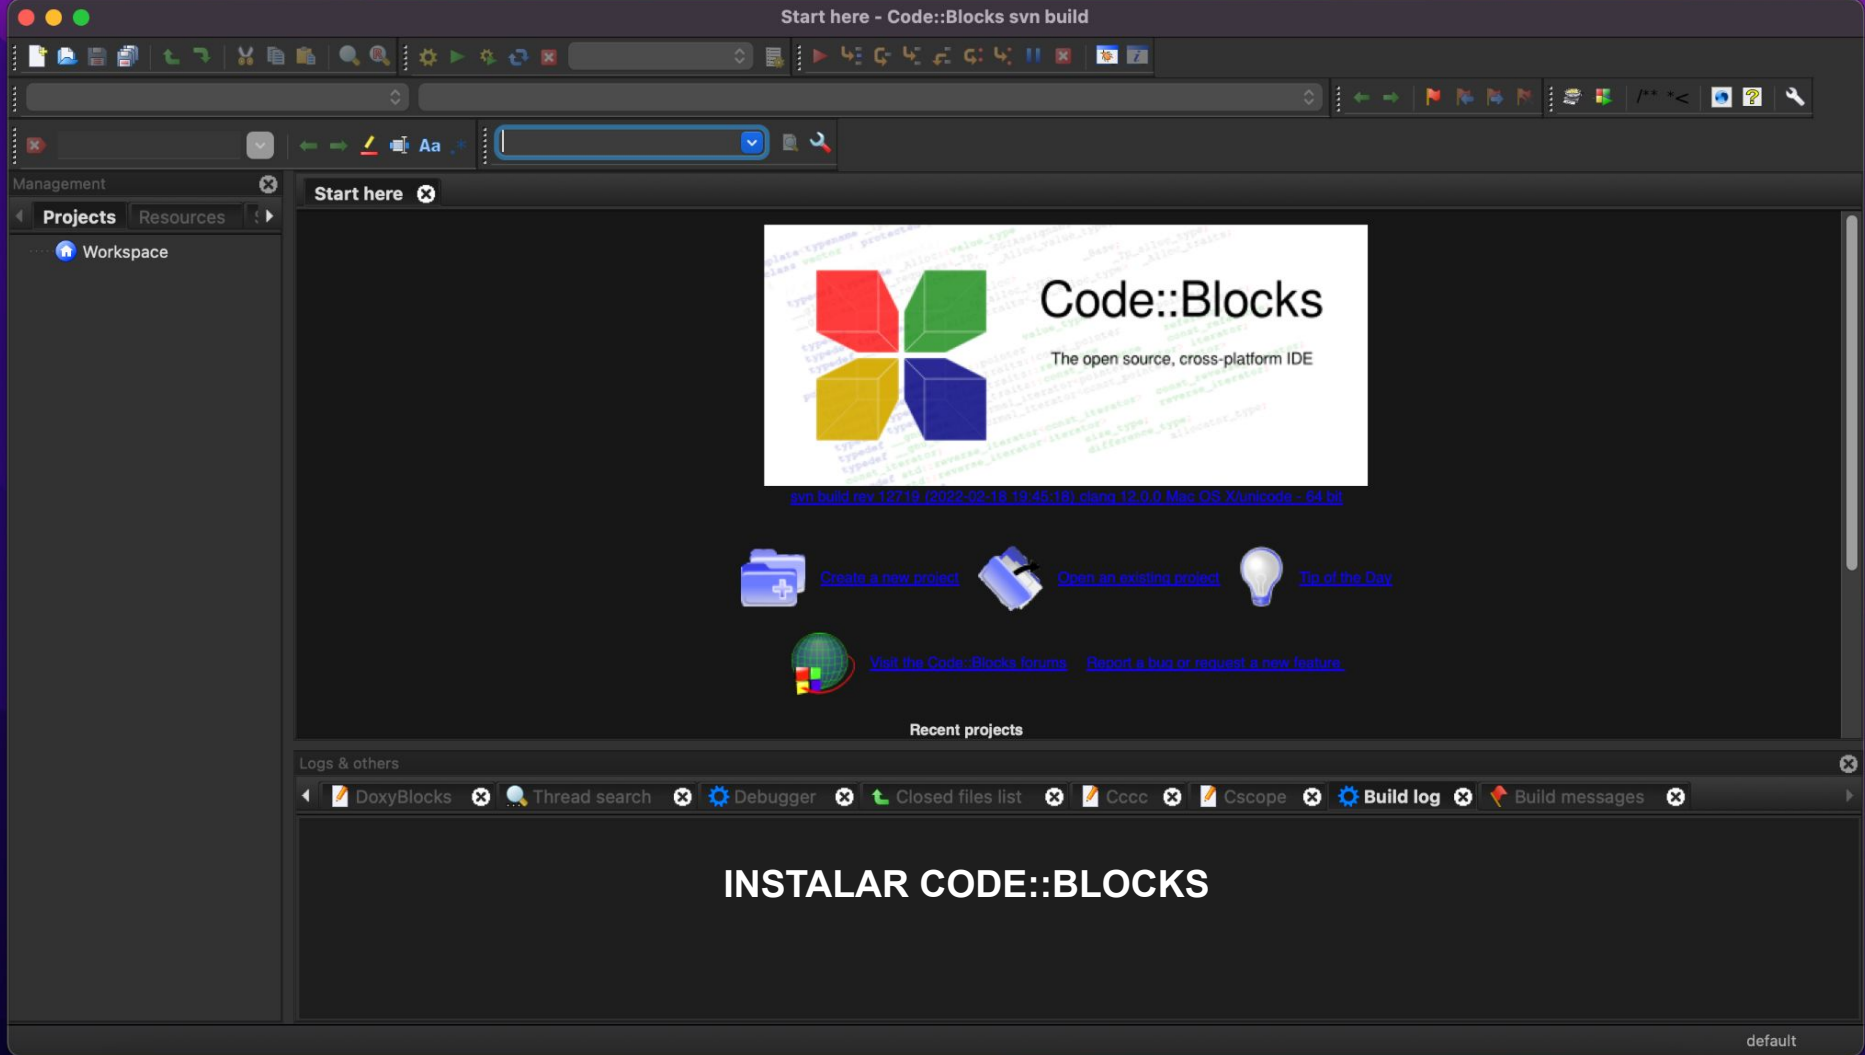 Start here - Code::Blocks svn build
/** *<
Aa .*
Management
Start here
Projects Resources
Workspace
Code::Blocks
The open source, cross-platform IDE
svn build rev 12719 (2022-02-18 19:45:18) clang 12.0.0 Mac OS X/unicode - 64 bit
Create a new project Open an existing project Tip of the Day
Visit the Code::Blocks forums Report a bug or request a new feature
Recent projects
Logs & others
DoxyBlocks Thread search Debugger Closed files list Cccc Cscope Build log Build messages
INSTALAR CODE::BLOCKS
default